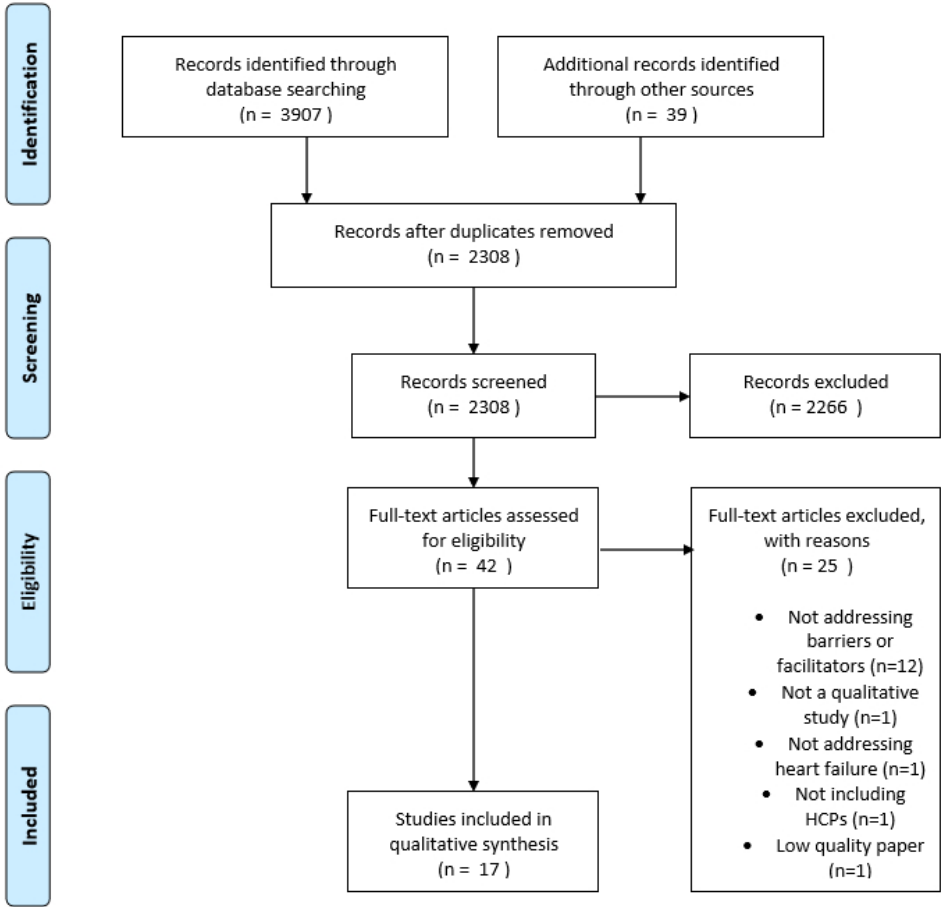 Identification
Records identified through
database searching
(n = 3907 )
Additional records identified
through other sources
(n = 39 )
Records after duplicates removed
(n = 2308 )
Screening
Records screened
(n = 2308 )
Records excluded
(n = 2266 )
Eligibility
Full-text articles assessed
for eligibility
(n = 42 )
Full-text articles excluded,
with reasons
(n = 25 )
• Not addressing
barriers or
facilitators (n=12)
• Not a qualitative
study (n=1)
• Not addressing
heart failure (n=1)
• Not including
HCPs (n=1)
• Low quality paper
(n=1)
Included
Studies included in
qualitative synthesis
(n = 17 )